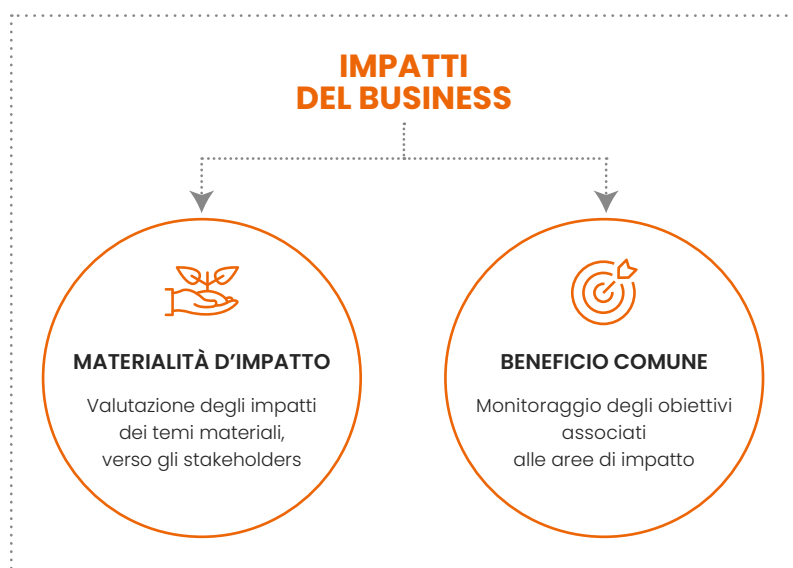 IMPATTI
DEL BUSINESS
MATERIALITÀ D’IMPATTO
Valutazione degli impatti
dei temi materiali,
verso gli stakeholders
BENEFICIO COMUNE
Monitoraggio degli obiettivi
associati
alle aree di impatto